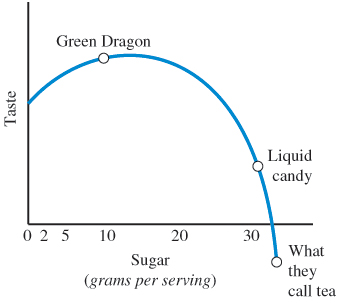 Green Dragon
Taste
Liquid
candy
0 2 5 10 20 30
Sugar
(grams per serving)
What
they
call tea